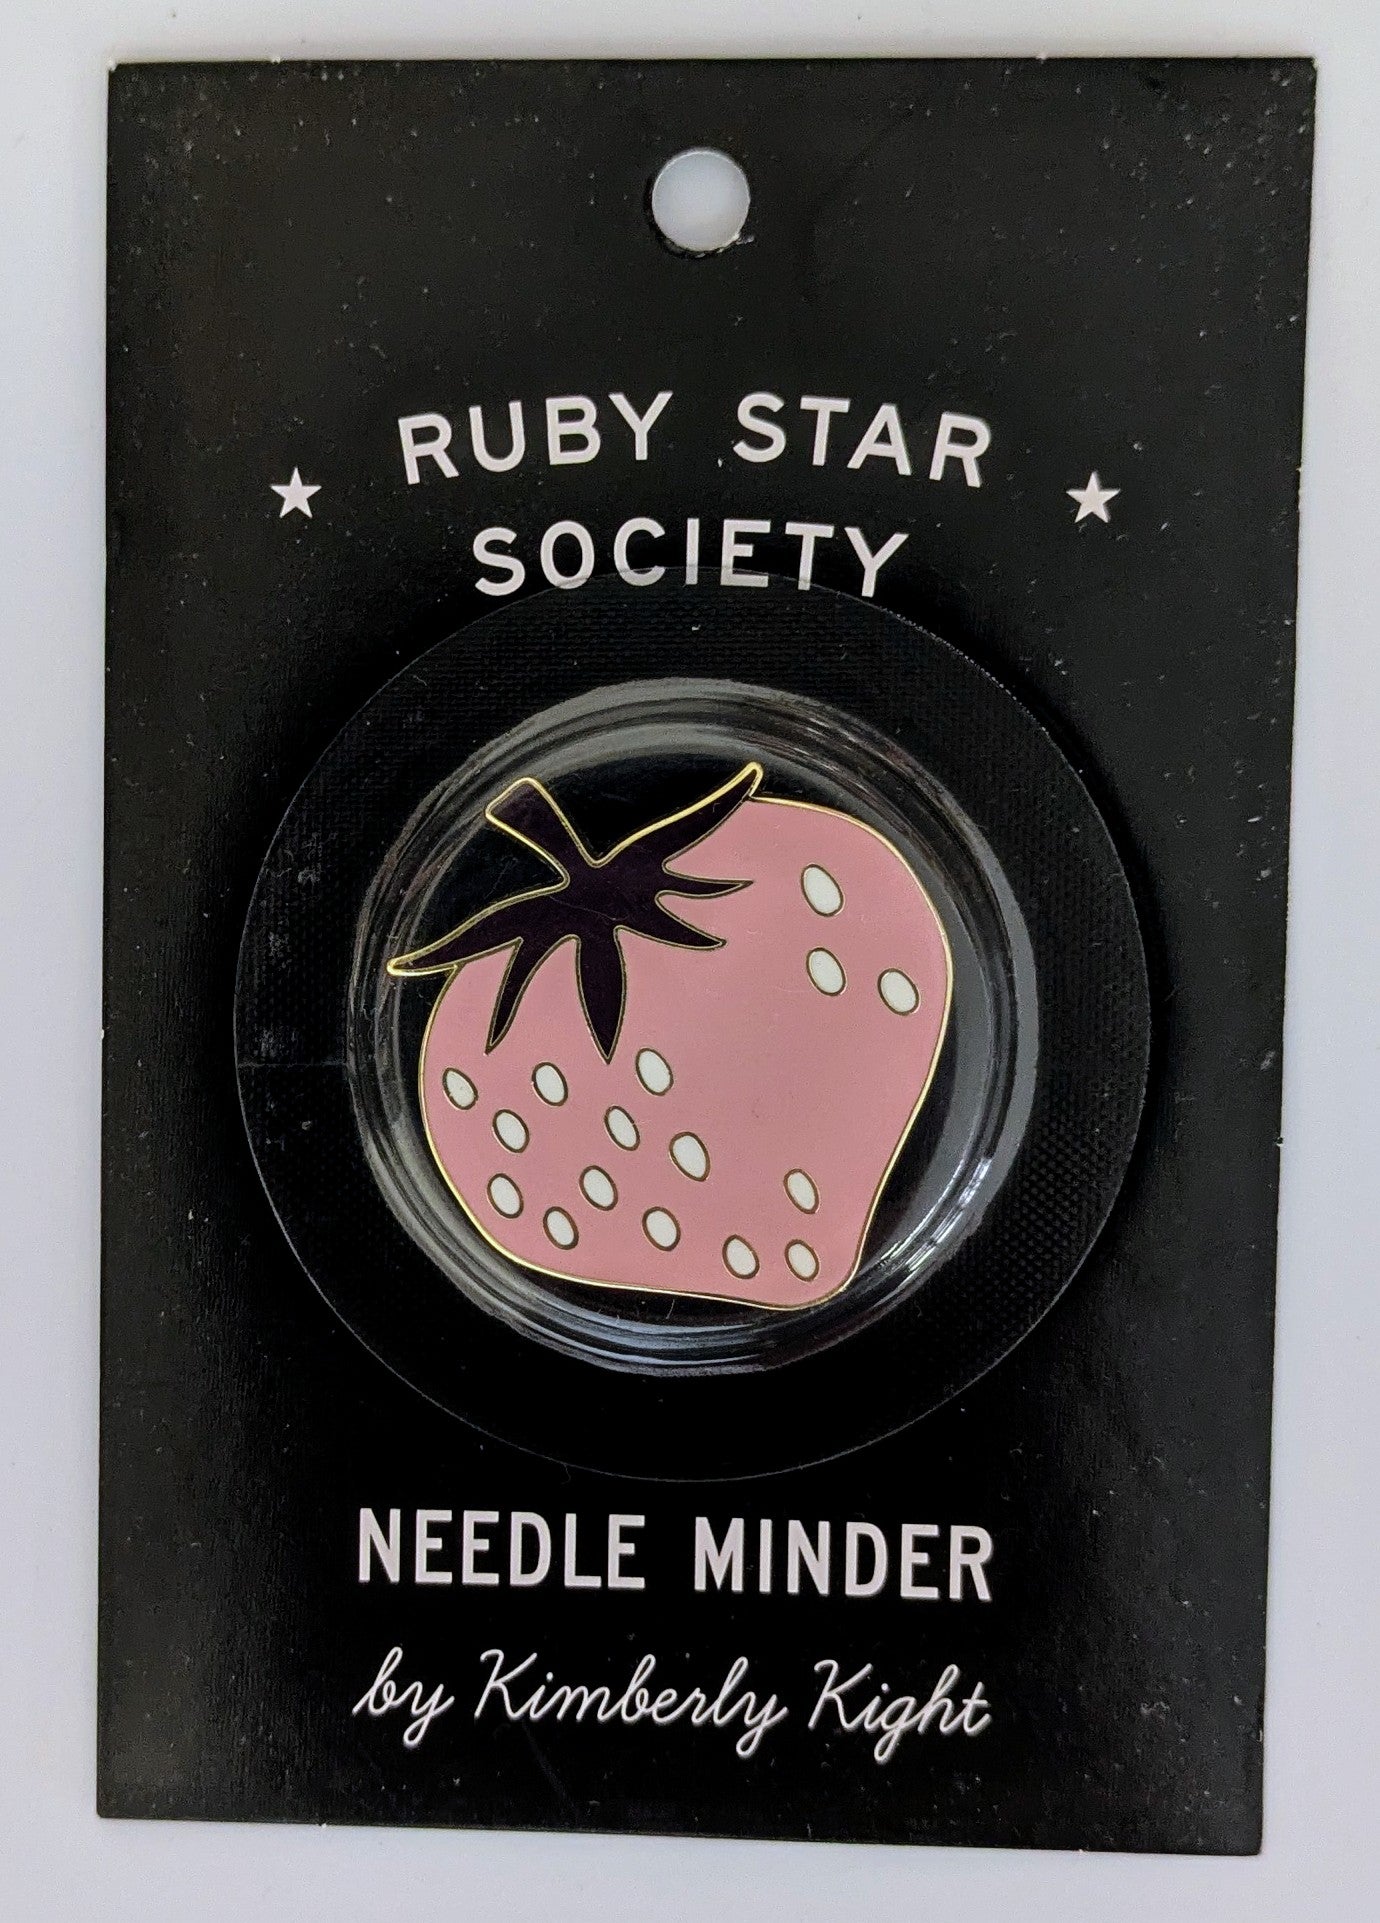 RUBY STAR
SOCIETY
NEEDLE MINDER
by Kimberly Kight